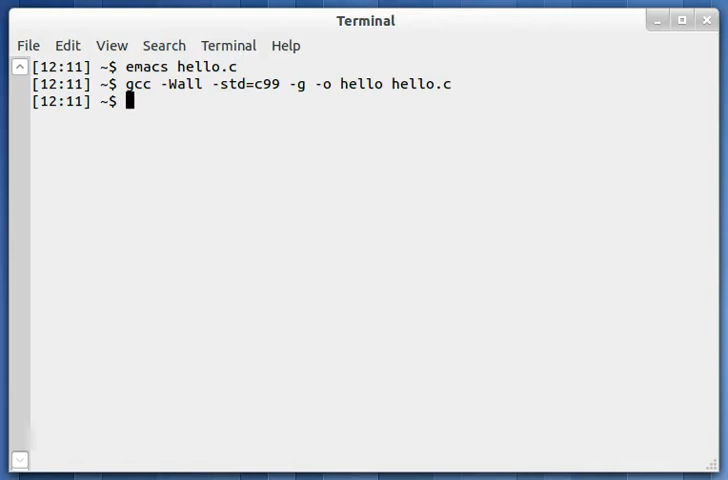 Terminal
File Edit View Search Terminal Help
[12:11] ~$ emacs hello.c
[12:11] ~$ gcc -Wall -std=c99 -g -o hello hello.c
[12:11] ~$